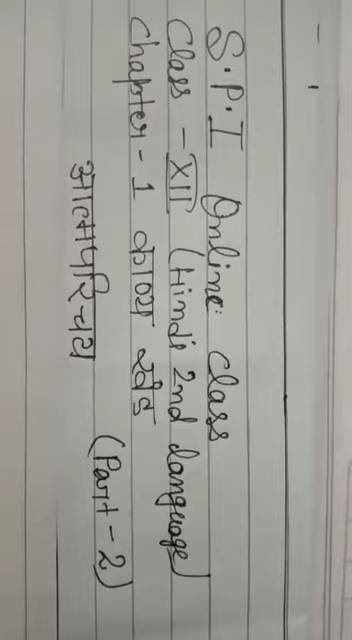 S.P.I Online class
Class - XII (Hindi 2nd language)
Chapter - 1 काव्य खंड
आत्मपरिचय
(Part - 2)